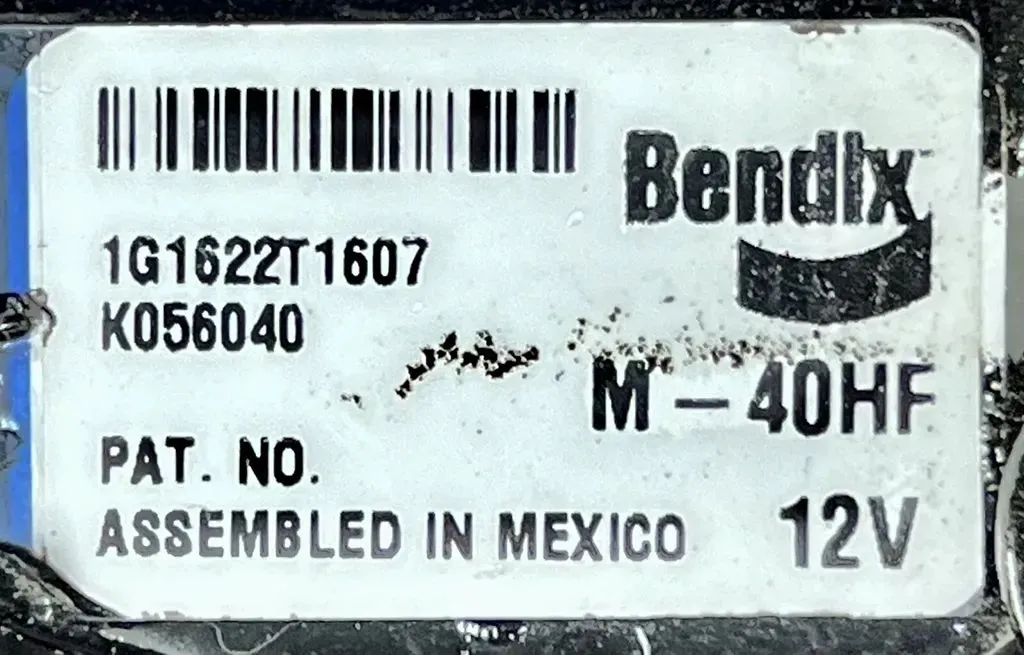 Bendix
1G1622T1607
K056040
M-40HF
PAT. NO.
ASSEMBLED IN MEXICO
12V